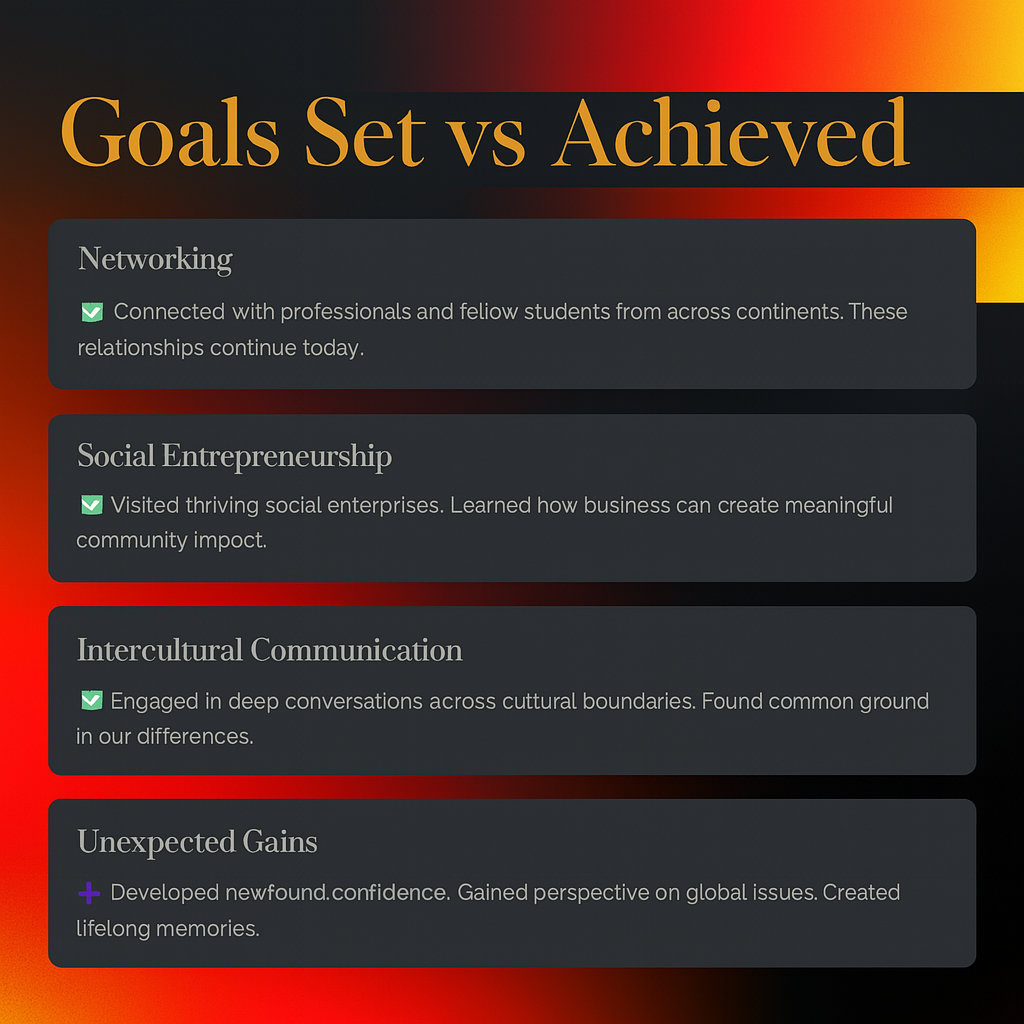 Goals Set vs Achieved
Networking
✅ Connected with professionals and feliow students from across continents. These
relationships continue today.
Social Entrepreneurship
✅ Visited thriving social enterprises. Learned how business can create meaningful
community impoct.
Intercultural Communication
✅ Engaged in deep conversations across cuttural boundaries. Found common ground
in our differences.
Unexpected Gains
➕ Developed newfound.confidence. Gained perspective on global issues. Created
lifelong memories.